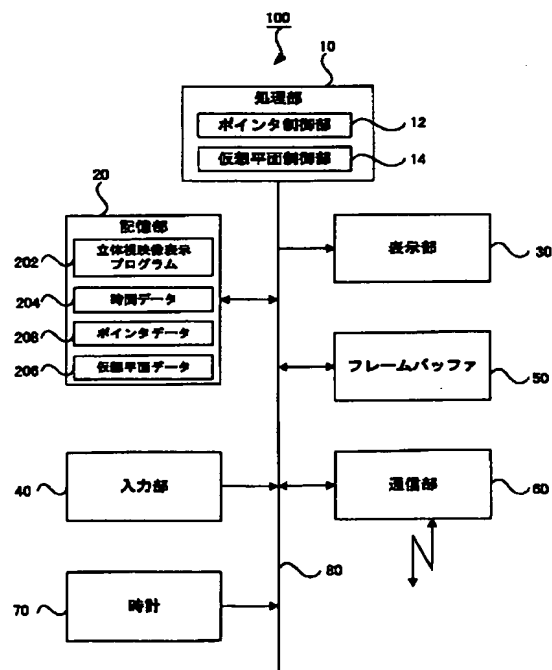 100
10
処理部
ポインタ制御部
12
仮想平面制御部
14
20
記憶部
202
立体視映像表示
プログラム
204
時間データ
208
ポインタデータ
206
仮想平面データ
表示部
30
フレームバッファ
50
40
入力部
通信部
60
80
70
時計